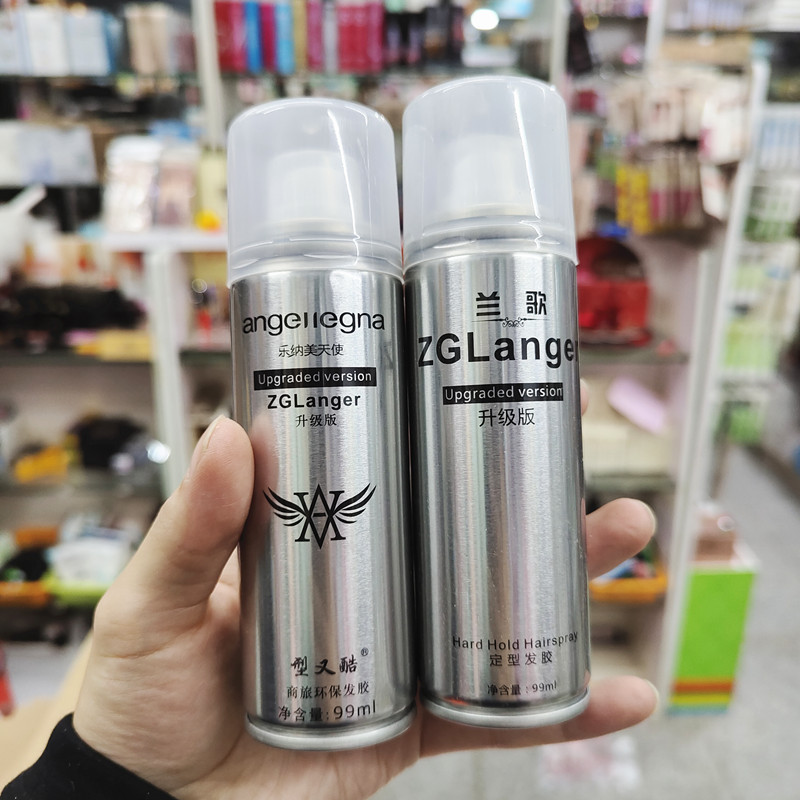 angellegna
乐纳美天使
Upgraded version
ZGLanger
升级版
型又酷®
商旅环保发胶
净含量:99ml
兰歌
ZGLanger
Upgraded version
升级版
Hard Hold Hairspray
定型发胶
净含量:99ml